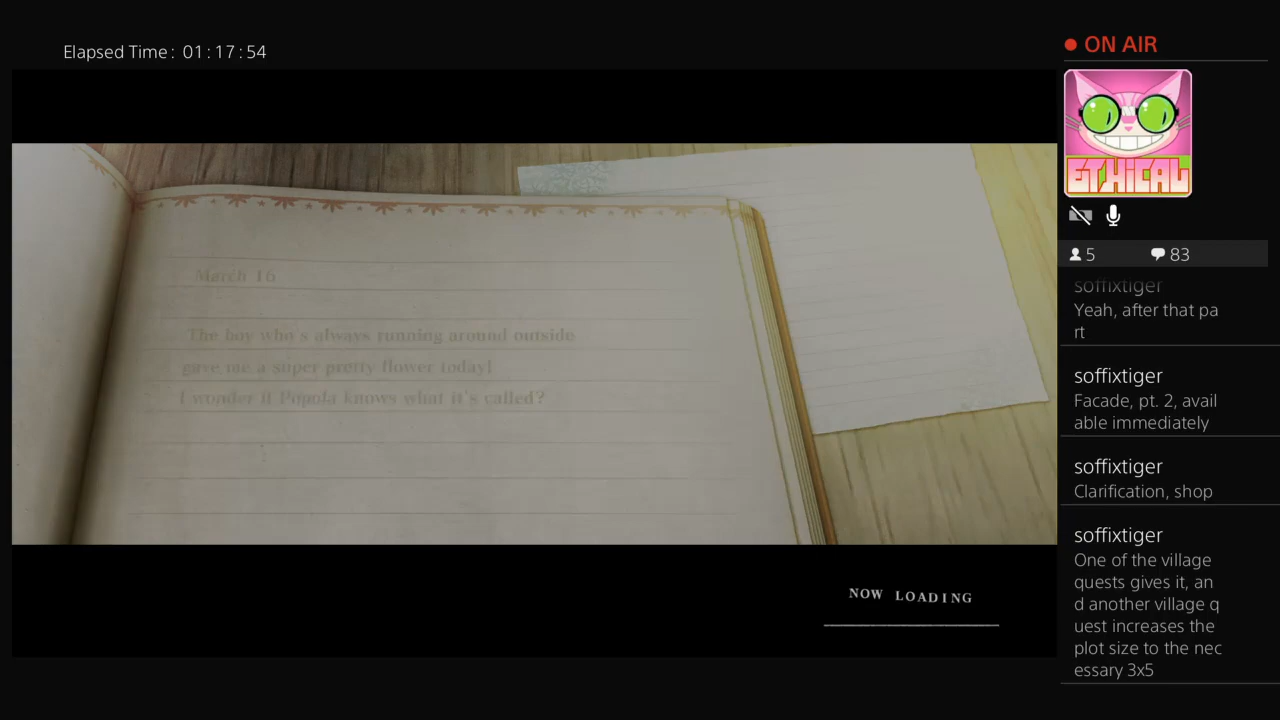 Elapsed Time: 01:17:54
ON AIR
ETHICAL
5 83
soffixtiger
Yeah, after that pa
rt
soffixtiger
Facade, pt. 2, avail
able immediately
soffixtiger
Clarification, shop
soffixtiger
One of the village
quests gives it, an
d another village q
uest increases the
plot size to the nec
essary 3x5
March 16
The boy who's always running around outside
gave me a super pretty flower today!
I wonder if Popola knows what it's called?
NOW LOADING